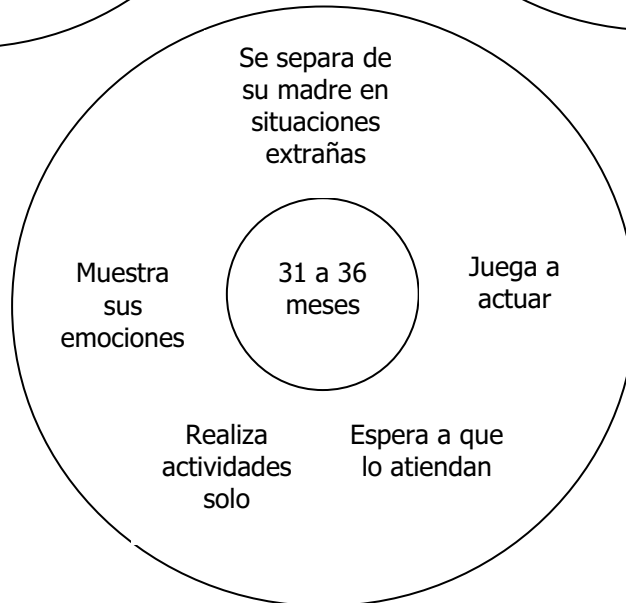 Se separa de
su madre en
situaciones
extrañas
Muestra
sus
emociones
31 a 36
meses
Juega a
actuar
Realiza
actividades
solo
Espera a que
lo atiendan